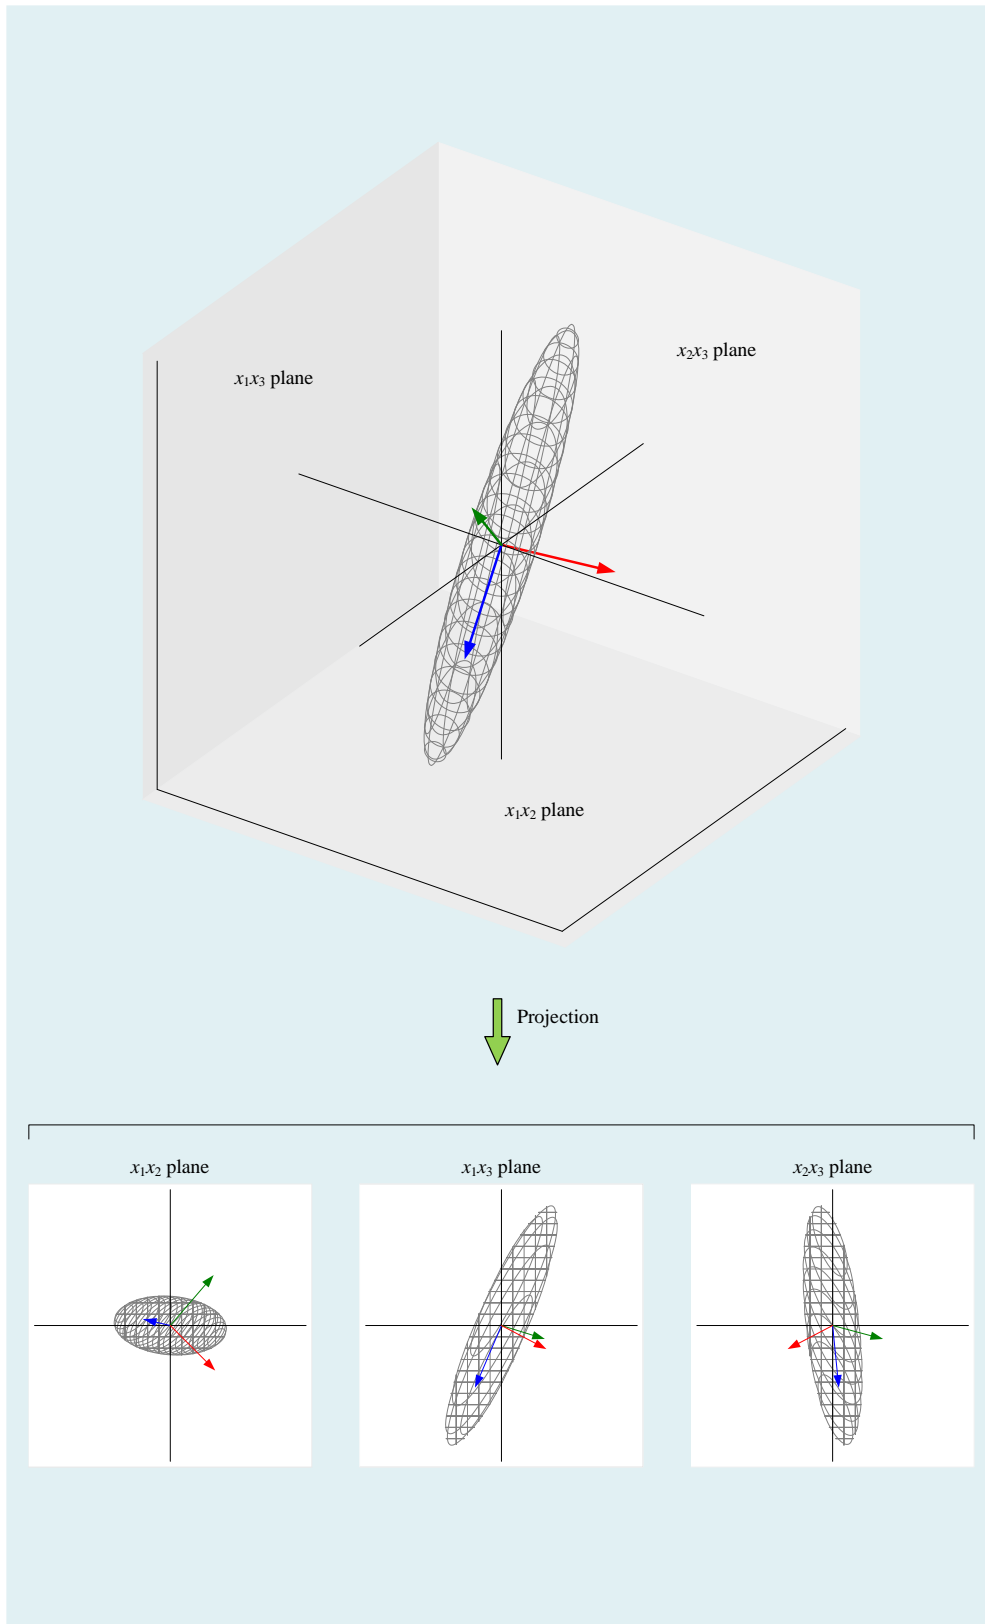 x₂x₃ plane
x₁x₃ plane
x₁x₂ plane
Projection
x₁x₂ plane
x₁x₃ plane
x₂x₃ plane